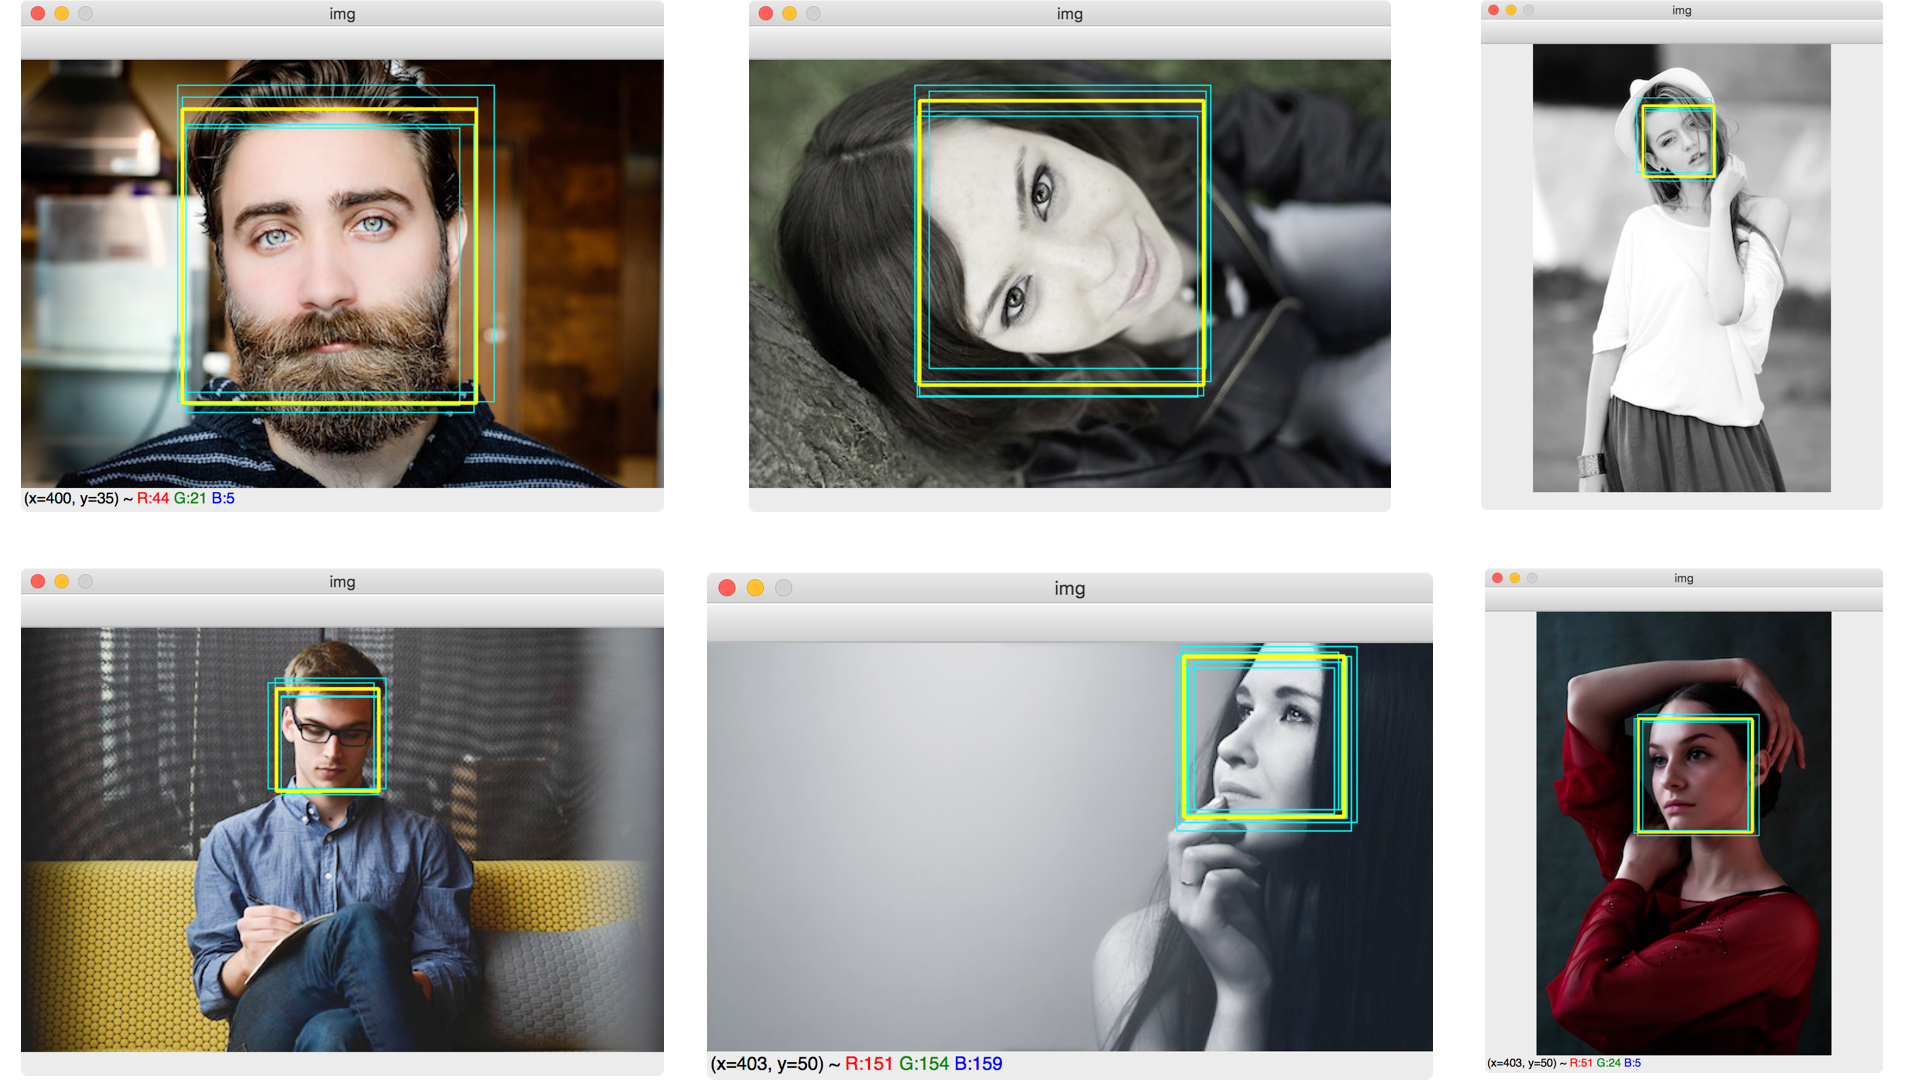 img
img
img
(x=400, y=35) ~ R:44 G:21 B:5
img
img
img
(x=403, y=50) ~ R:151 G:154 B:159
(x=403, y=50) ~ R:51 G:24 B:5